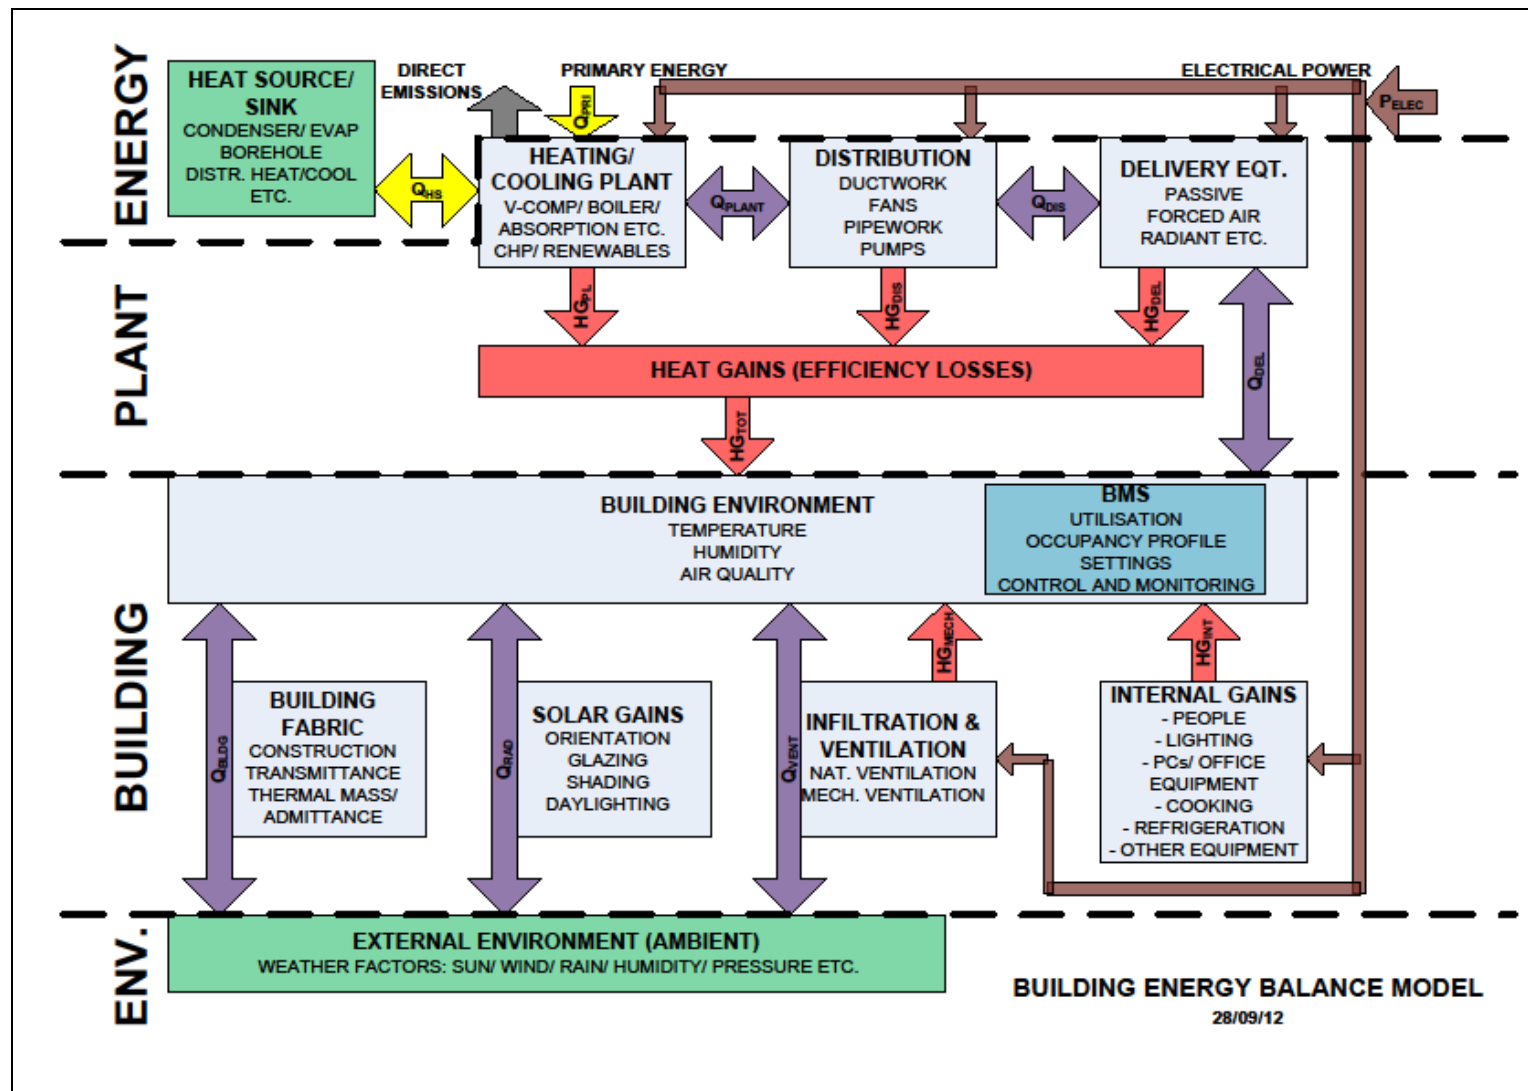 ENERGY
PLANT
BUILDING
ENV.
HEAT SOURCE/
SINK
CONDENSER/ EVAP
BOREHOLE
DISTR. HEAT/COOL
ETC.
DIRECT
EMISSIONS
PRIMARY ENERGY
ELECTRICAL POWER
QPRI
PELEC
QHS
HEATING/
COOLING PLANT
V-COMP/ BOILER/
ABSORPTION ETC.
CHP/ RENEWABLES
QPLANT
DISTRIBUTION
DUCTWORK
FANS
PIPEWORK
PUMPS
QDIS
DELIVERY EQT.
PASSIVE
FORCED AIR
RADIANT ETC.
HGPL
HGDIS
HGDEL
QDEL
HEAT GAINS (EFFICIENCY LOSSES)
HGTOT
BUILDING ENVIRONMENT
TEMPERATURE
HUMIDITY
AIR QUALITY
BMS
UTILISATION
OCCUPANCY PROFILE
SETTINGS
CONTROL AND MONITORING
HGMECH
HGINT
QBLDG
BUILDING
FABRIC
CONSTRUCTION
TRANSMITTANCE
THERMAL MASS/
ADMITTANCE
QRAD
SOLAR GAINS
ORIENTATION
GLAZING
SHADING
DAYLIGHTING
QVENT
INFILTRATION &
VENTILATION
NAT. VENTILATION
MECH. VENTILATION
INTERNAL GAINS
- PEOPLE
- LIGHTING
- PCs/ OFFICE
EQUIPMENT
- COOKING
- REFRIGERATION
- OTHER EQUIPMENT
EXTERNAL ENVIRONMENT (AMBIENT)
WEATHER FACTORS: SUN/ WIND/ RAIN/ HUMIDITY/ PRESSURE ETC.
BUILDING ENERGY BALANCE MODEL
28/09/12